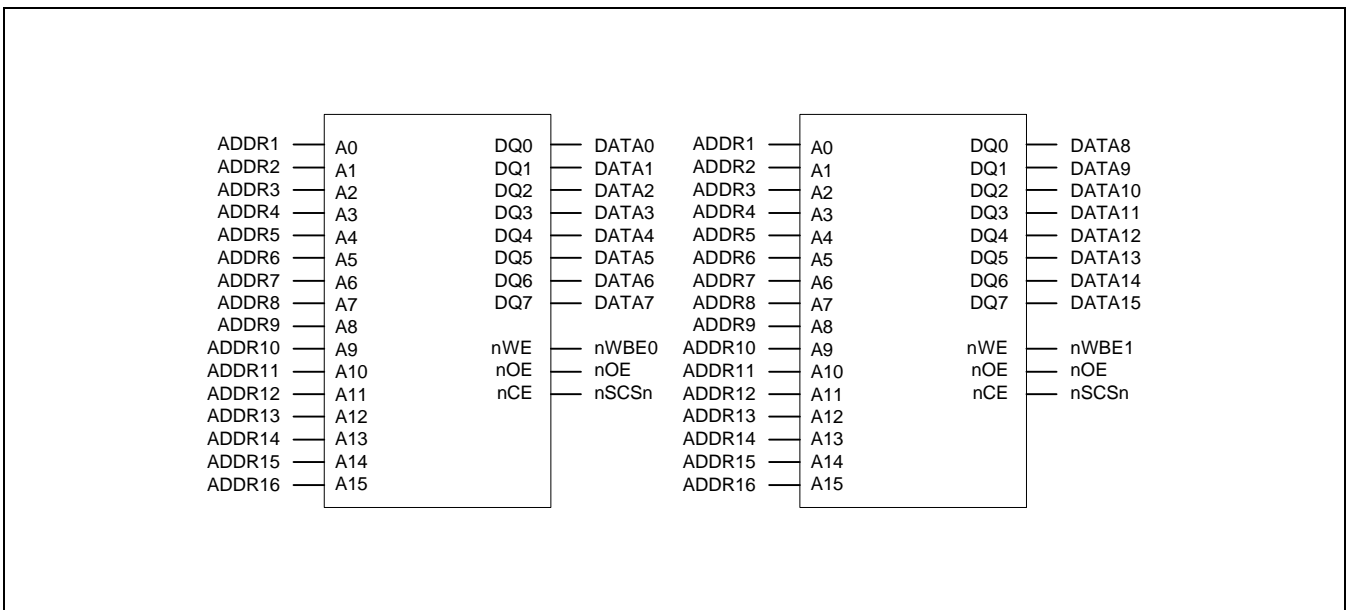 ADDR1 A0 DQ0 DATA0 ADDR1 A0 DQ0 DATA8
ADDR2 A1 DQ1 DATA1 ADDR2 A1 DQ1 DATA9
ADDR3 A2 DQ2 DATA2 ADDR3 A2 DQ2 DATA10
ADDR4 A3 DQ3 DATA3 ADDR4 A3 DQ3 DATA11
ADDR5 A4 DQ4 DATA4 ADDR5 A4 DQ4 DATA12
ADDR6 A5 DQ5 DATA5 ADDR6 A5 DQ5 DATA13
ADDR7 A6 DQ6 DATA6 ADDR7 A6 DQ6 DATA14
ADDR8 A7 DQ7 DATA7 ADDR8 A7 DQ7 DATA15
ADDR9 A8 ADDR9 A8
ADDR10 A9 nWE nWBE0 ADDR10 A9 nWE nWBE1
ADDR11 A10 nOE nOE ADDR11 A10 nOE nOE
ADDR12 A11 nCE nSCSn ADDR12 A11 nCE nSCSn
ADDR13 A12 ADDR13 A12
ADDR14 A13 ADDR14 A13
ADDR15 A14 ADDR15 A14
ADDR16 A15 ADDR16 A15